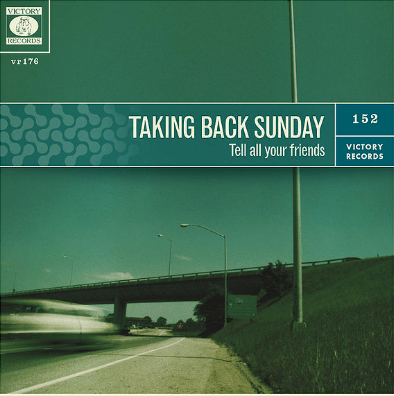 VICTORY
RECORDS
vr176
TAKING BACK SUNDAY
Tell all your friends
152
VICTORY
RECORDS